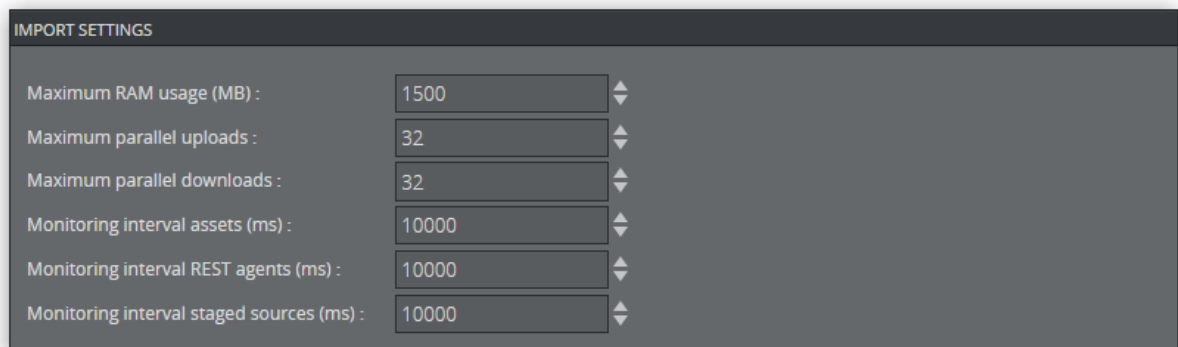 IMPORT SETTINGS
Maximum RAM usage (MB) : 1500
Maximum parallel uploads : 32
Maximum parallel downloads : 32
Monitoring interval assets (ms) : 10000
Monitoring interval REST agents (ms) : 10000
Monitoring interval staged sources (ms) : 10000